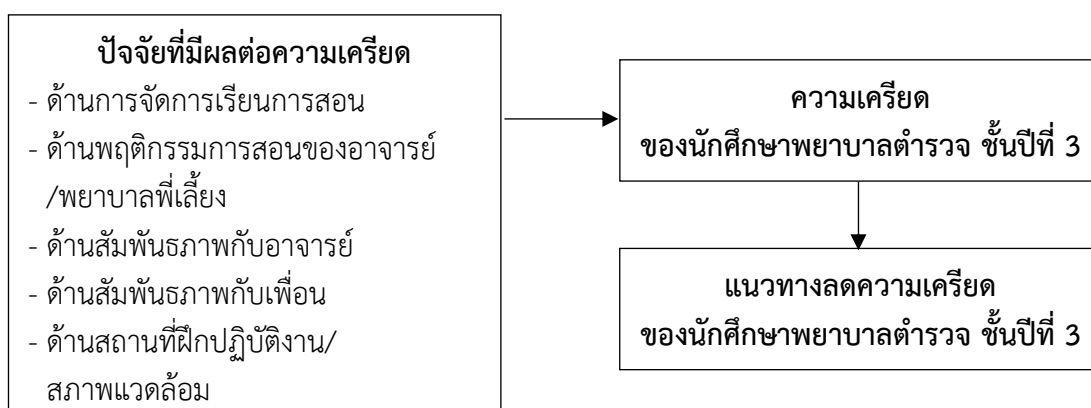 ปัจจัยที่มีผลต่อความเครียด
- ด้านการจัดการเรียนการสอน
- ด้านพฤติกรรมการสอนของอาจารย์
/พยาบาลพี่เลี้ยง
- ด้านสัมพันธภาพกับอาจารย์
- ด้านสัมพันธภาพกับเพื่อน
- ด้านสถานที่ฝึกปฏิบัติงาน/
สภาพแวดล้อม
ความเครียด
ของนักศึกษาพยาบาลตำรวจ ชั้นปีที่ 3
แนวทางลดความเครียด
ของนักศึกษาพยาบาลตำรวจ ชั้นปีที่ 3